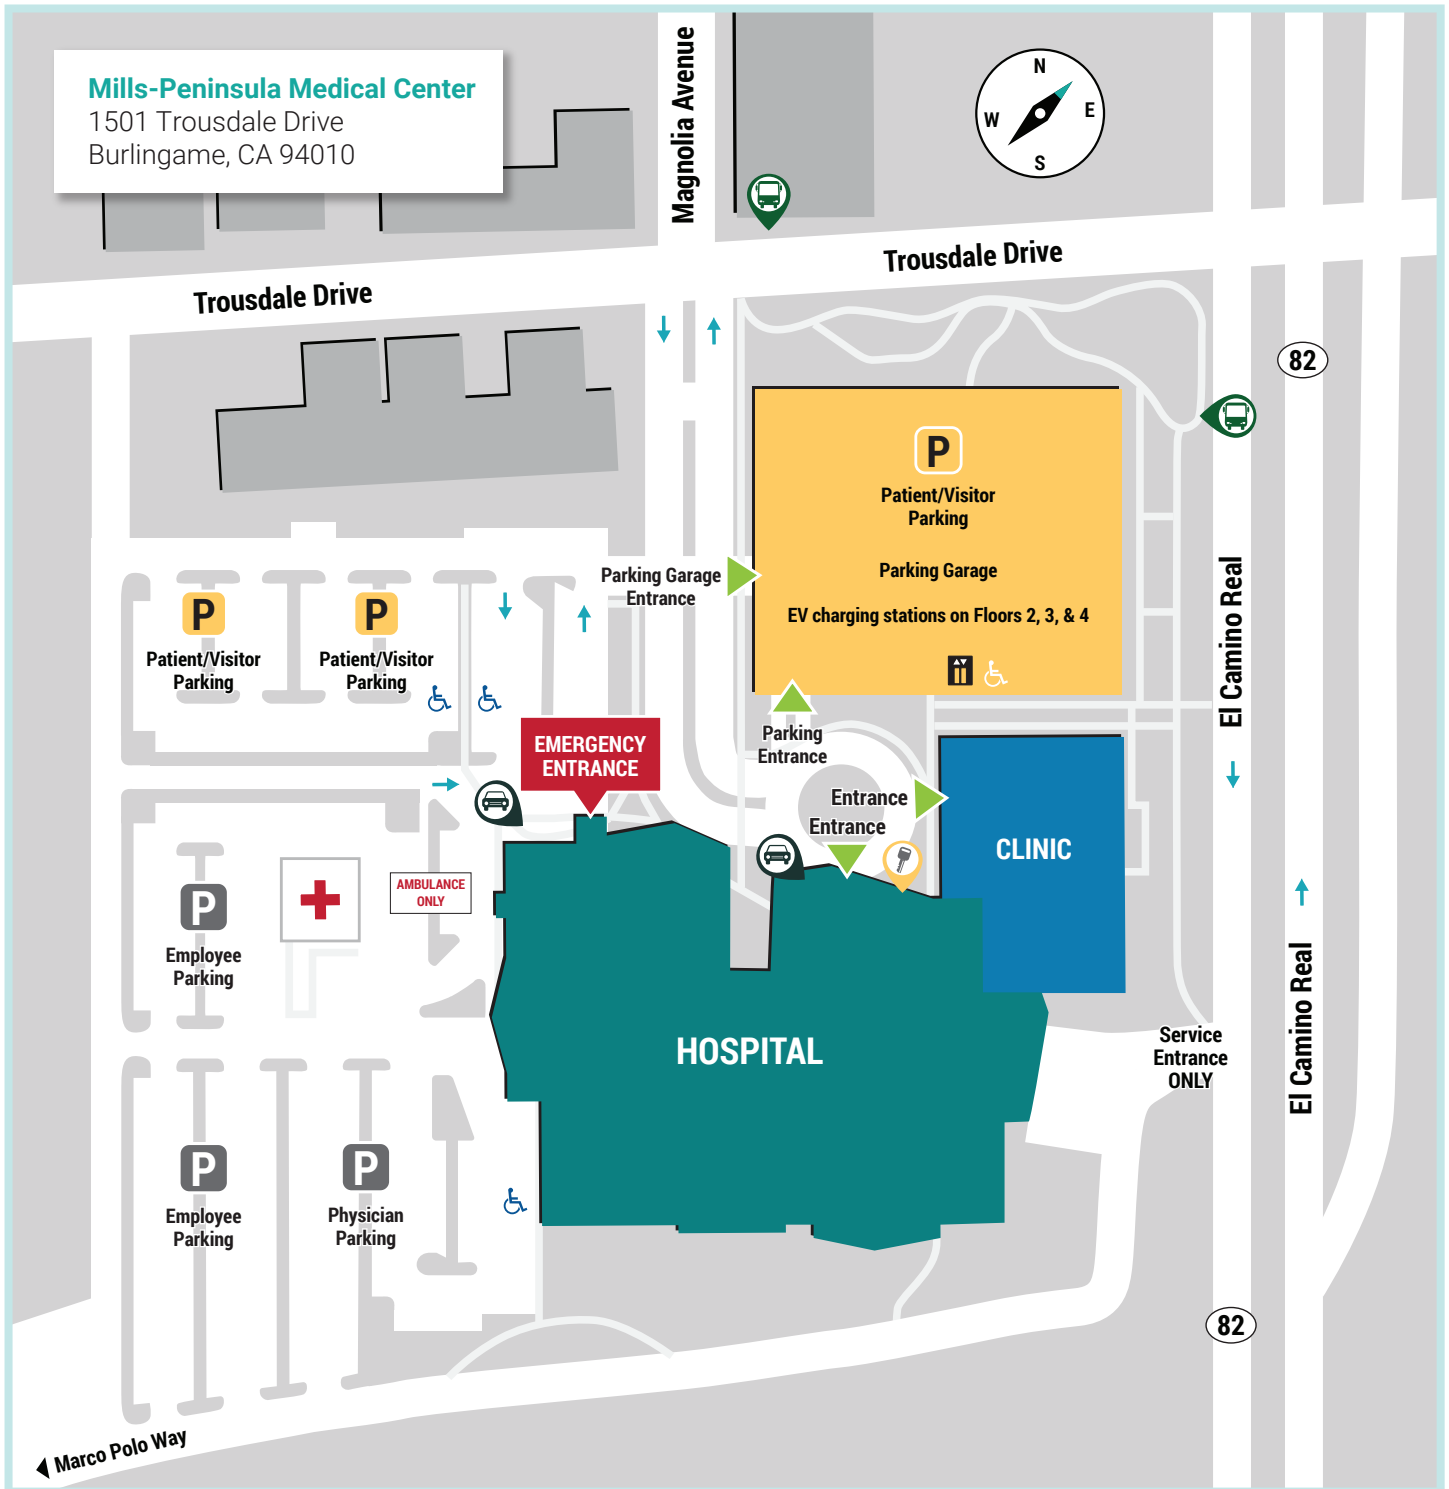 Mills-Peninsula Medical Center
1501 Trousdale Drive
Burlingame, CA 94010
Magnolia Avenue
N
W
E
S
Trousdale Drive
Trousdale Drive
82
P
Patient/Visitor
Parking
Parking Garage
EV charging stations on Floors 2, 3, & 4
Parking Garage
Entrance
P
Patient/Visitor
Parking
P
Patient/Visitor
Parking
El Camino Real
EMERGENCY
ENTRANCE
Parking
Entrance
Entrance
Entrance
CLINIC
AMBULANCE
ONLY
P
Employee
Parking
HOSPITAL
Service
Entrance
ONLY
El Camino Real
P
Employee
Parking
P
Physician
Parking
82
Marco Polo Way